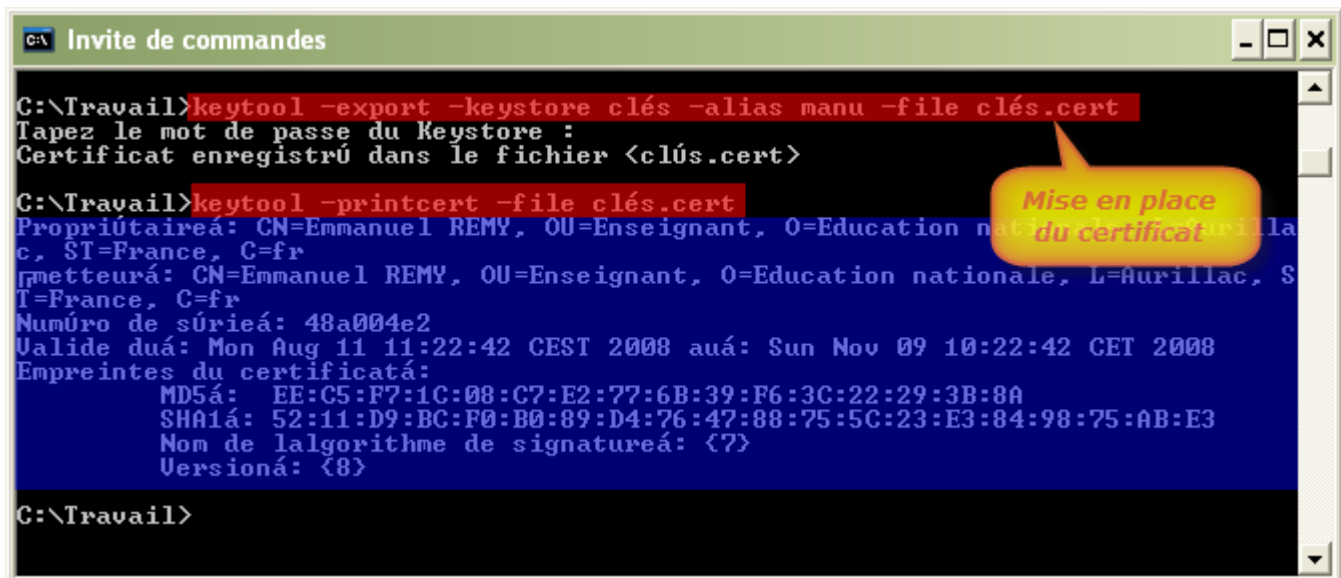 Invite de commandes
C:\Travail>keytool -export -keystore clés -alias manu -file clés.cert
Tapez le mot de passe du Keystore :
Certificat enregistrÚ dans le fichier <clÚs.cert>
C:\Travail>keytool -printcert -file clés.cert
PropriÚtaireá: CN=Emmanuel REMY, OU=Enseignant, O=Education nationale, L=Aurilla
c, ST=France, C=fr
┌metteurá: CN=Emmanuel REMY, OU=Enseignant, O=Education nationale, L=Aurillac, S
T=France, C=fr
NumÚro de sÚrieá: 48a004e2
Valide duá: Mon Aug 11 11:22:42 CEST 2008 auá: Sun Nov 09 10:22:42 CET 2008
Empreintes du certificatá:
MD5á: EE:C5:F7:1C:08:C7:E2:77:6B:39:F6:3C:22:29:3B:8A
SHA1á: 52:11:D9:BC:F0:B0:89:D4:76:47:88:75:5C:23:E3:84:98:75:AB:E3
Nom de lalgorithme de signatureá: {7}
Versioná: {8}
C:\Travail>
Mise en place
du certificat